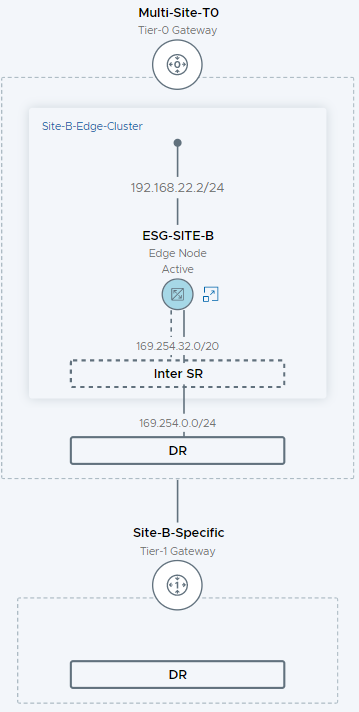 Multi-Site-T0
Tier-0 Gateway
0
Site-B-Edge-Cluster
192.168.22.2/24
ESG-SITE-B
Edge Node
Active
169.254.32.0/20
Inter SR
169.254.0.0/24
DR
Site-B-Specific
Tier-1 Gateway
1
DR